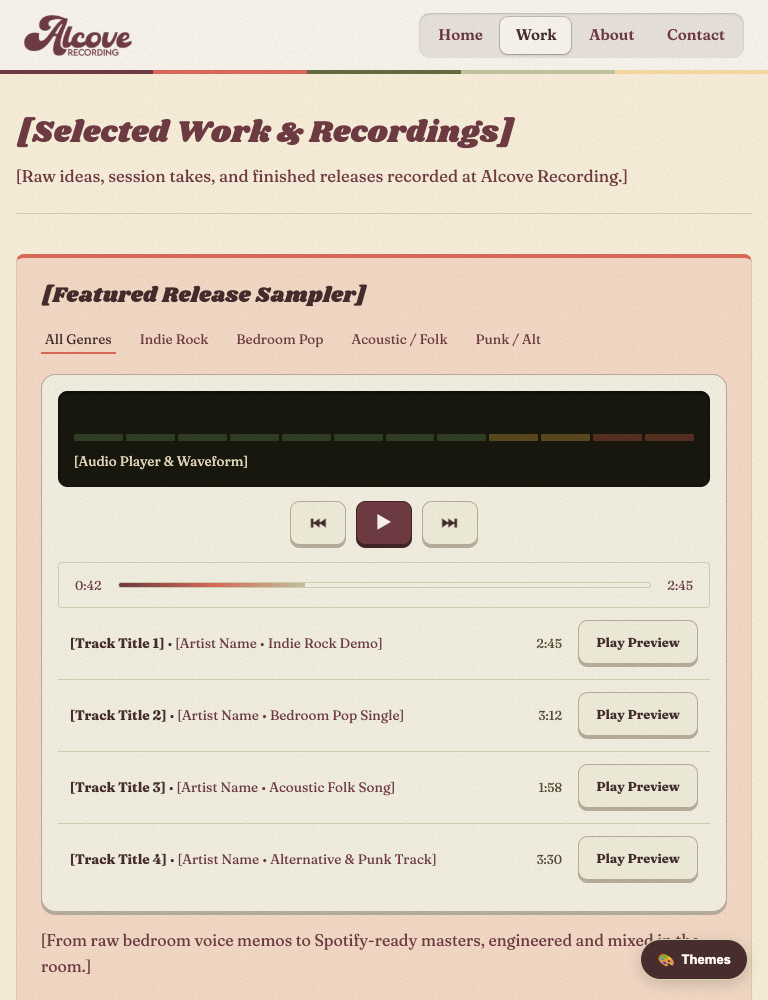 Alcove
RECORDING
Home Work About Contact
[Selected Work & Recordings]
[Raw ideas, session takes, and finished releases recorded at Alcove Recording.]
[Featured Release Sampler]
All Genres Indie Rock Bedroom Pop Acoustic / Folk Punk / Alt
[Audio Player & Waveform]
0:42 2:45
[Track Title 1] • [Artist Name • Indie Rock Demo] 2:45 Play Preview
[Track Title 2] • [Artist Name • Bedroom Pop Single] 3:12 Play Preview
[Track Title 3] • [Artist Name • Acoustic Folk Song] 1:58 Play Preview
[Track Title 4] • [Artist Name • Alternative & Punk Track] 3:30 Play Preview
[From raw bedroom voice memos to Spotify-ready masters, engineered and mixed in the
room.]
Themes